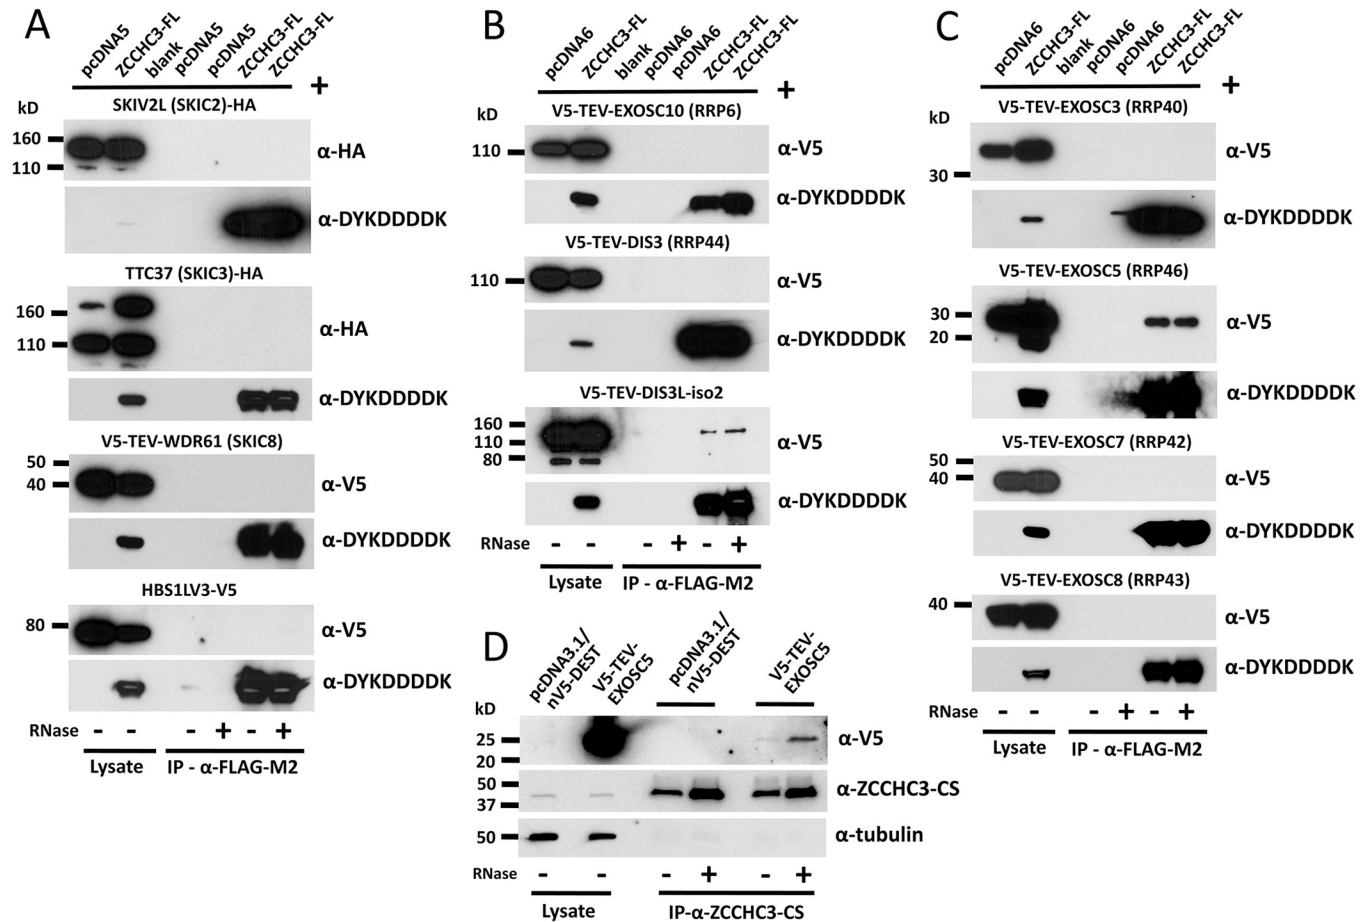 A
pcDNA5
ZCCHC3-FL
blank
pcDNA5
pcDNA5
ZCCHC3-FL
ZCCHC3-FL
+
kD
SKIV2L (SKIC2)-HA
160
110
α-HA
α-DYKDDDDK
TTC37 (SKIC3)-HA
160
110
α-HA
α-DYKDDDDK
V5-TEV-WDR61 (SKIC8)
50
40
α-V5
α-DYKDDDDK
HBS1LV3-V5
80
α-V5
α-DYKDDDDK
RNase - - - + - +
Lysate IP - α-FLAG-M2
B
pcDNA6
ZCCHC3-FL
blank
pcDNA6
pcDNA6
ZCCHC3-FL
ZCCHC3-FL
+
kD
V5-TEV-EXOSC10 (RRP6)
110
α-V5
α-DYKDDDDK
V5-TEV-DIS3 (RRP44)
110
α-V5
α-DYKDDDDK
V5-TEV-DIS3L-iso2
160
110
80
α-V5
α-DYKDDDDK
RNase - - - + - +
Lysate IP - α-FLAG-M2
C
pcDNA6
ZCCHC3-FL
blank
pcDNA6
pcDNA6
ZCCHC3-FL
ZCCHC3-FL
+
kD
V5-TEV-EXOSC3 (RRP40)
30
α-V5
α-DYKDDDDK
V5-TEV-EXOSC5 (RRP46)
30
20
α-V5
α-DYKDDDDK
V5-TEV-EXOSC7 (RRP42)
50
40
α-V5
α-DYKDDDDK
V5-TEV-EXOSC8 (RRP43)
40
α-V5
α-DYKDDDDK
RNase - - - + - +
Lysate IP - α-FLAG-M2
D
pcDNA3.1/
nV5-DEST
V5-TEV-
EXOSC5
pcDNA3.1/
nV5-DEST
V5-TEV-
EXOSC5
kD
25
20
α-V5
50
37
α-ZCCHC3-CS
50
α-tubulin
RNase - - - + - +
Lysate IP-α-ZCCHC3-CS